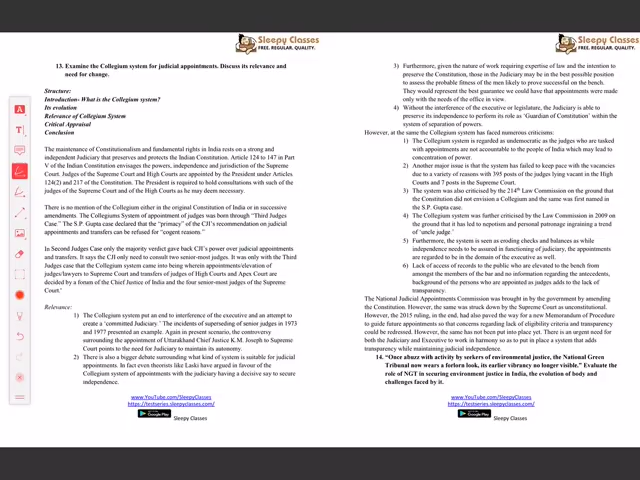 Sleepy Classes
FREE. REGULAR. QUALITY.
13. Examine the Collegium system for judicial appointments. Discuss its relevance and
need for change.
Structure:
Introduction- What is the Collegium system?
Its evolution
Relevance of Collegium System
Critical Appraisal
Conclusion
The maintenance of Constitutionalism and fundamental rights in India rests on a strong and
independent Judiciary that preserves and protects the Indian Constitution. Article 124 to 147 in Part
V of the Indian Constitution envisages the powers, independence and jurisdiction of the Supreme
Court. Judges of the Supreme Court and High Courts are appointed by the President under Articles
124(2) and 217 of the Constitution. The President is required to hold consultations with such of the
judges of the Supreme Court and of the High Courts as he may deem necessary.
There is no mention of the Collegium either in the original Constitution of India or in successive
amendments. The Collegiums System of appointment of judges was born through “Third Judges
Case.” The S.P. Gupta case declared that the “primacy” of the CJI’s recommendation on judicial
appointments and transfers can be refused for “cogent reasons.”
In Second Judges Case only the majority verdict gave back CJI’s power over judicial appointments
and transfers. It says the CJI only need to consult two senior-most judges. It was only with the Third
Judges case that the Collegium system came into being wherein appointments/elevation of
judges/lawyers to Supreme Court and transfers of judges of High Courts and Apex Court are
decided by a forum of the Chief Justice of India and the four senior-most judges of the Supreme
Court.’
Relevance:
1) The Collegium system put an end to interference of the executive and an attempt to
create a ‘committed Judiciary.’ The incidents of superseding of senior judges in 1973
and 1977 presented an example. Again in present scenario, the controversy
surrounding the appointment of Uttarakhand Chief Justice K.M. Joseph to Supreme
Court points to the need for Judiciary to maintain its autonomy.
2) There is also a bigger debate surrounding what kind of system is suitable for judicial
appointments. In fact even theorists like Laski have argued in favour of the
Collegium system of appointments with the judiciary having a decisive say to secure
independence.
www.YouTube.com/SleepyClasses
https://testseries.sleepyclasses.com/
Google Play
Sleepy Classes
Sleepy Classes
FREE. REGULAR. QUALITY.
3) Furthermore, given the nature of work requiring expertise of law and the intention to
preserve the Constitution, those in the Judiciary may be in the best possible position
to assess the probable fitness of the men likely to prove successful on the bench.
They would represent the best guarantee we could have that appointments were made
only with the needs of the office in view.
4) Without the interference of the executive or legislature, the Judiciary is able to
preserve its independence to perform its role as ‘Guardian of Constitution’ within the
system of separation of powers.
However, at the same the Collegium system has faced numerous criticisms:
1) The Collegium system is regarded as undemocratic as the judges who are tasked
with appointments are not accountable to the people of India which may lead to
concentration of power.
2) Another major issue is that the system has failed to keep pace with the vacancies
due to a variety of reasons with 395 posts of the judges lying vacant in the High
Courts and 7 posts in the Supreme Court.
3) The system was also criticised by the 214th Law Commission on the ground that
the Constitution did not envision a Collegium and the same was first named in
the S.P. Gupta case.
4) The Collegium system was further criticised by the Law Commission in 2009 on
the ground that it has led to nepotism and personal patronage ingraining a trend
of ‘uncle judge.’
5) Furthermore, the system is seen as eroding checks and balances as while
independence needs to be assured in functioning of judiciary, the appointments
are regarded to be in the domain of the executive as well.
6) Lack of access of records to the public who are elevated to the bench from
amongst the members of the bar and no information regarding the antecedents,
background of the persons who are appointed as judges adds to the lack of
transparency.
The National Judicial Appointments Commission was brought in by the government by amending
the Constitution. However, the same was struck down by the Supreme Court as unconstitutional.
However, the 2015 ruling, in the end, had also paved the way for a new Memorandum of Procedure
to guide future appointments so that concerns regarding lack of eligibility criteria and transparency
could be redressed. However, the same has not been put into place yet. There is an urgent need for
both the Judiciary and Executive to work in harmony so as to put in place a system that adds
transparency while maintaining judicial independence.
14. “Once abuzz with activity by seekers of environmental justice, the National Green
Tribunal now wears a forlorn look, its earlier vibrancy no longer visible.” Evaluate the
role of NGT in securing environment justice in India, the evolution of body and
challenges faced by it.
www.YouTube.com/SleepyClasses
https://testseries.sleepyclasses.com/
Google Play
Sleepy Classes